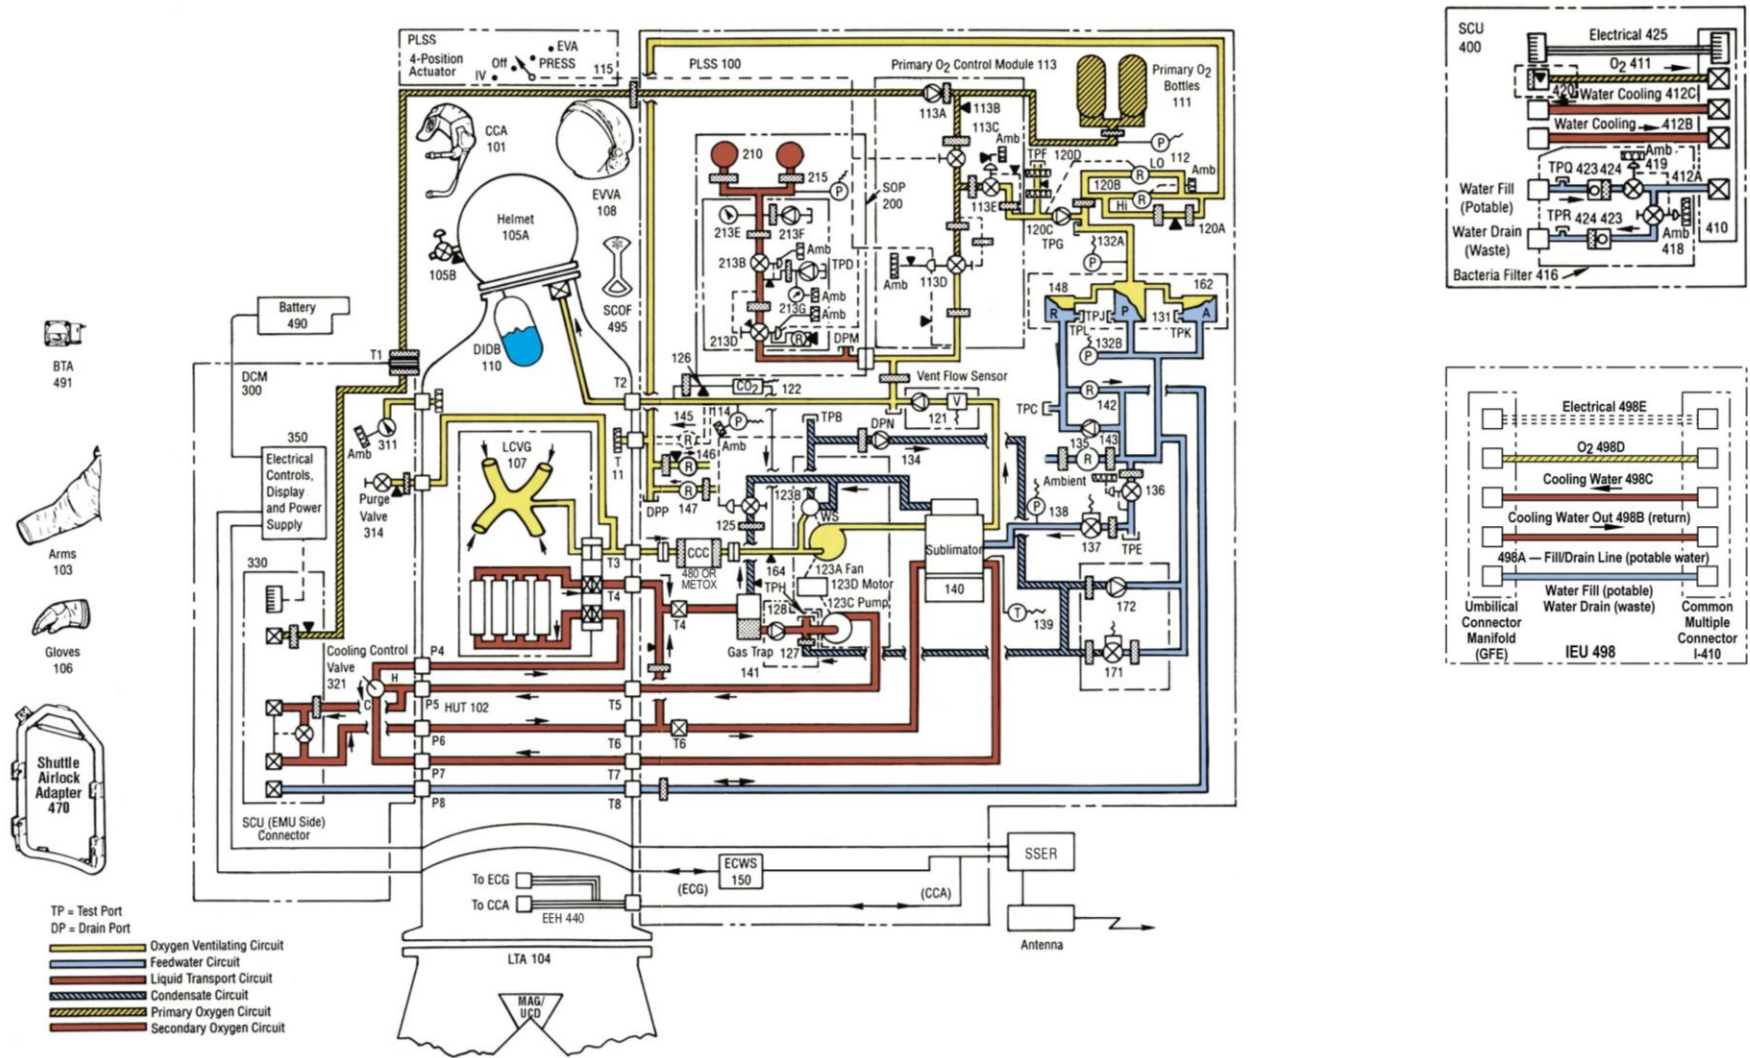 PLSS
4-Position
Actuator
EVA
PRESS
Off
IV
115
PLSS 100
Primary O2 Control Module 113
Primary O2
Bottles
111
113A
113B
113C
Amb
TPF
120D
LO
112
Amb
120B
Hi
120A
113E
120C
TPG
132A
P
R
R
CCA
101
EVVA
108
Helmet
105A
105B
SCOF
495
DIDB
110
210
215
P
SOP
200
213E
213F
213B
Amb
TPD
Amb
213G
Amb
213D
R
DPM
Amb
113D
P
148
162
R
TPJ
P
131
A
TPL
TPK
132B
P
Battery
490
BTA
491
T1
DCM
300
T2
126
CO2
122
Vent Flow Sensor
121
V
DPN
TPC
R
142
143
135
R
Ambient
136
311
Amb
LCVG
107
145
114
P
Amb
R
146
R
T
11
R
147
DPP
TPB
134
350
Electrical
Controls,
Display
and Power
Supply
Purge
Valve
314
125
123B
WS
P
138
137
TPE
Arms
103
T3
CCC
480 OR
METOX
164
123A Fan
123D Motor
123C Pump
Sublimator
140
T
139
172
171
330
T4
T4
TPH
128
127
Gas Trap
141
Gloves
106
Cooling Control
Valve
321
H
C
P4
P5
HUT 102
T5
P6
T6
T6
P7
T7
P8
T8
Shuttle
Airlock
Adapter
470
SCU (EMU Side)
Connector
SSER
ECWS
150
(ECG)
(CCA)
To ECG
To CCA
EEH 440
Antenna
LTA 104
MAG/
UCD
TP = Test Port
DP = Drain Port
Oxygen Ventilating Circuit
Feedwater Circuit
Liquid Transport Circuit
Condensate Circuit
Primary Oxygen Circuit
Secondary Oxygen Circuit
SCU
400
Electrical 425
O2 411
420
Water Cooling 412C
Water Cooling 412B
Amb
419
TPQ 423 424
412A
Water Fill
(Potable)
TPR 424 423
410
Water Drain
(Waste)
Amb
418
Bacteria Filter 416
Electrical 498E
O2 498D
Cooling Water 498C
Cooling Water Out 498B (return)
498A — Fill/Drain Line (potable water)
Water Fill (potable)
Water Drain (waste)
Umbilical
Connector
Manifold
(GFE)
IEU 498
Common
Multiple
Connector
I-410